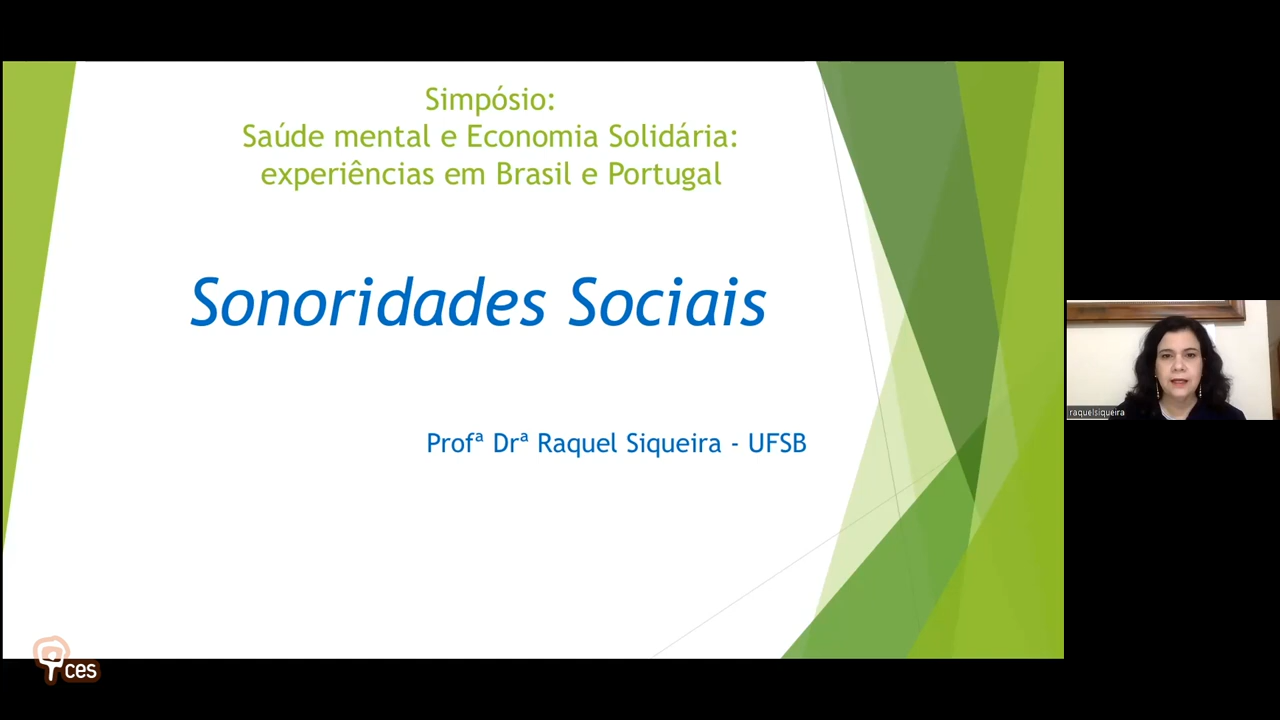 Simpósio:
Saúde mental e Economia Solidária:
experiências em Brasil e Portugal
Sonoridades Sociais
Profª Drª Raquel Siqueira - UFSB
raquelsiqueira
ces